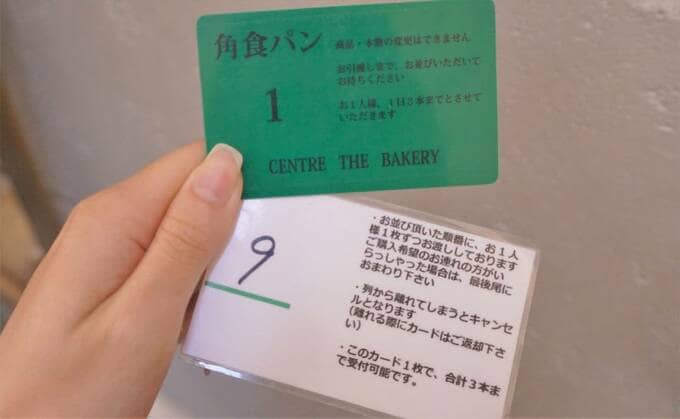 角食パン
商品・本数の変更はできません
お引渡しまで、お並びいただいて
お待ちください
1
お1人様、1日3本までとさせて
いただきます
CENTRE THE BAKERY
9
・お並び頂いた順番に、お1人
様1枚ずつお渡ししております
ご購入希望のお連れの方がい
らっしゃった場合は、最後尾に
おまわり下さい
・列から離れてしまうとキャンセ
ルとなります
(離れる際にカードはご返却下さ
い)
・このカード1枚で、合計3本ま
で受付可能です。